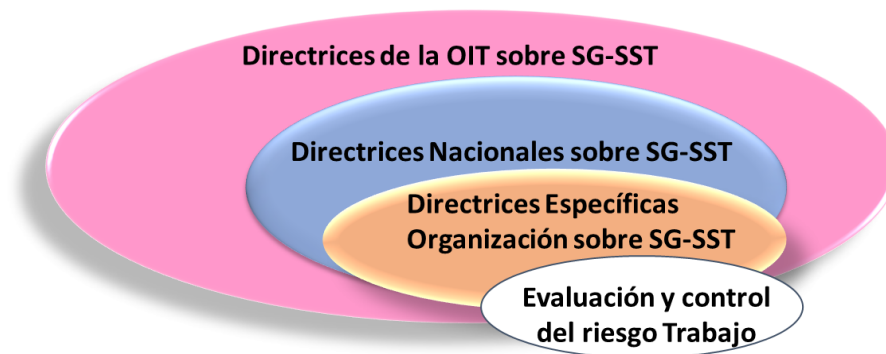 Directrices de la OIT sobre SG-SST
Directrices Nacionales sobre SG-SST
Directrices Específicas
Organización sobre SG-SST
Evaluación y control
del riesgo Trabajo